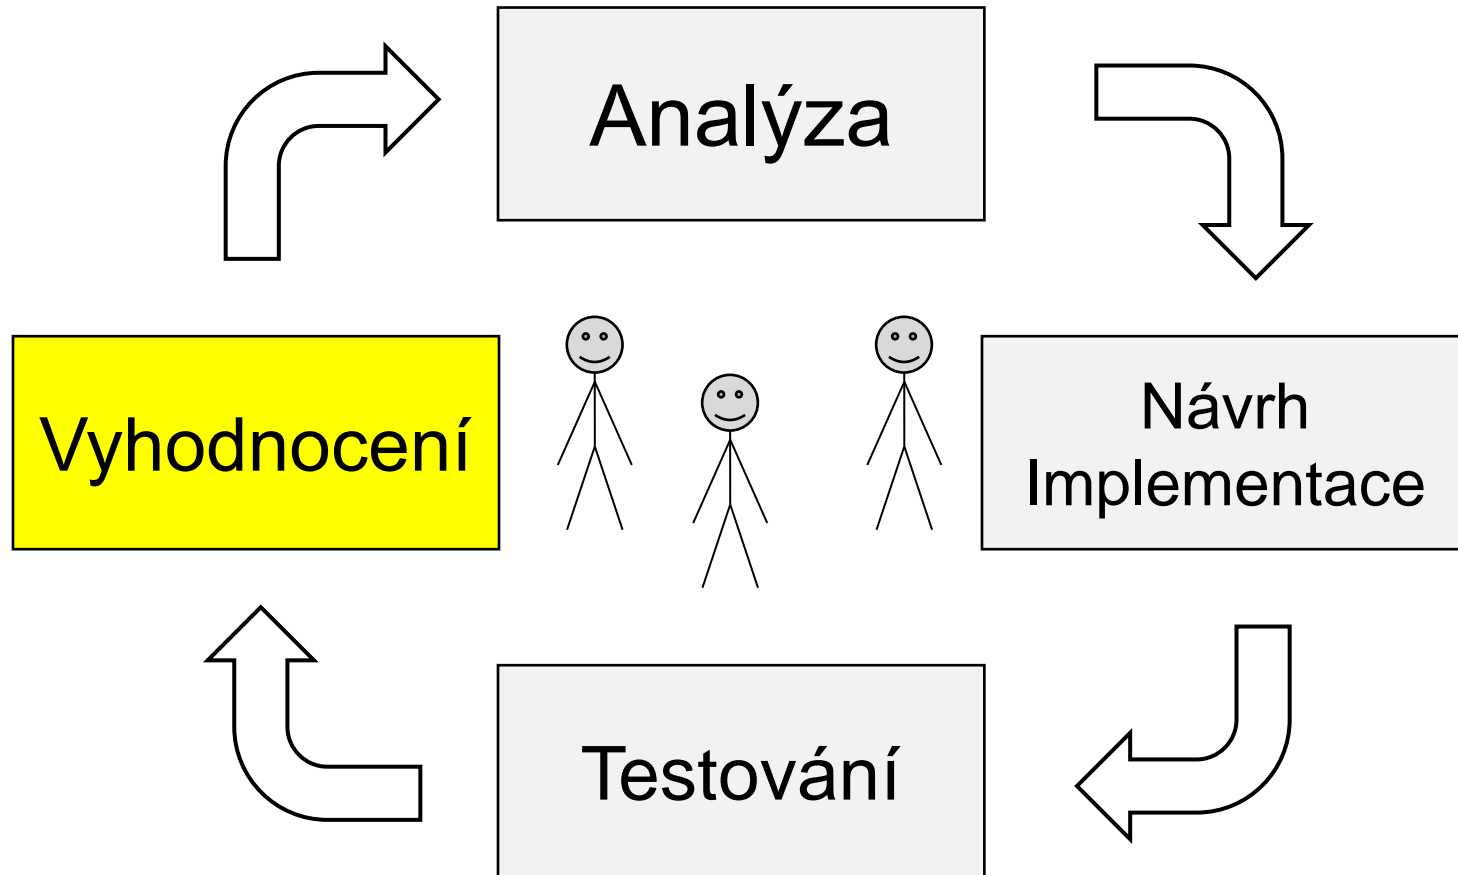 Analýza
Vyhodnocení
Návrh
Implementace
Testování